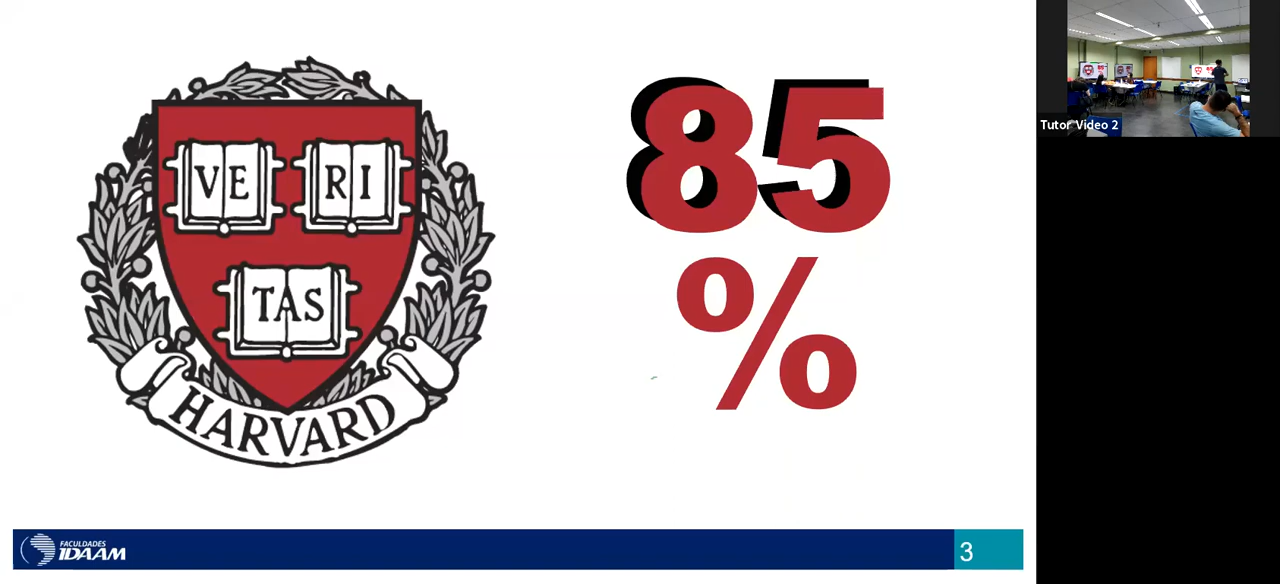 VE RI
TAS
HARVARD
85
%
FACULDADES
IDAAM
3
Tutor Video 2